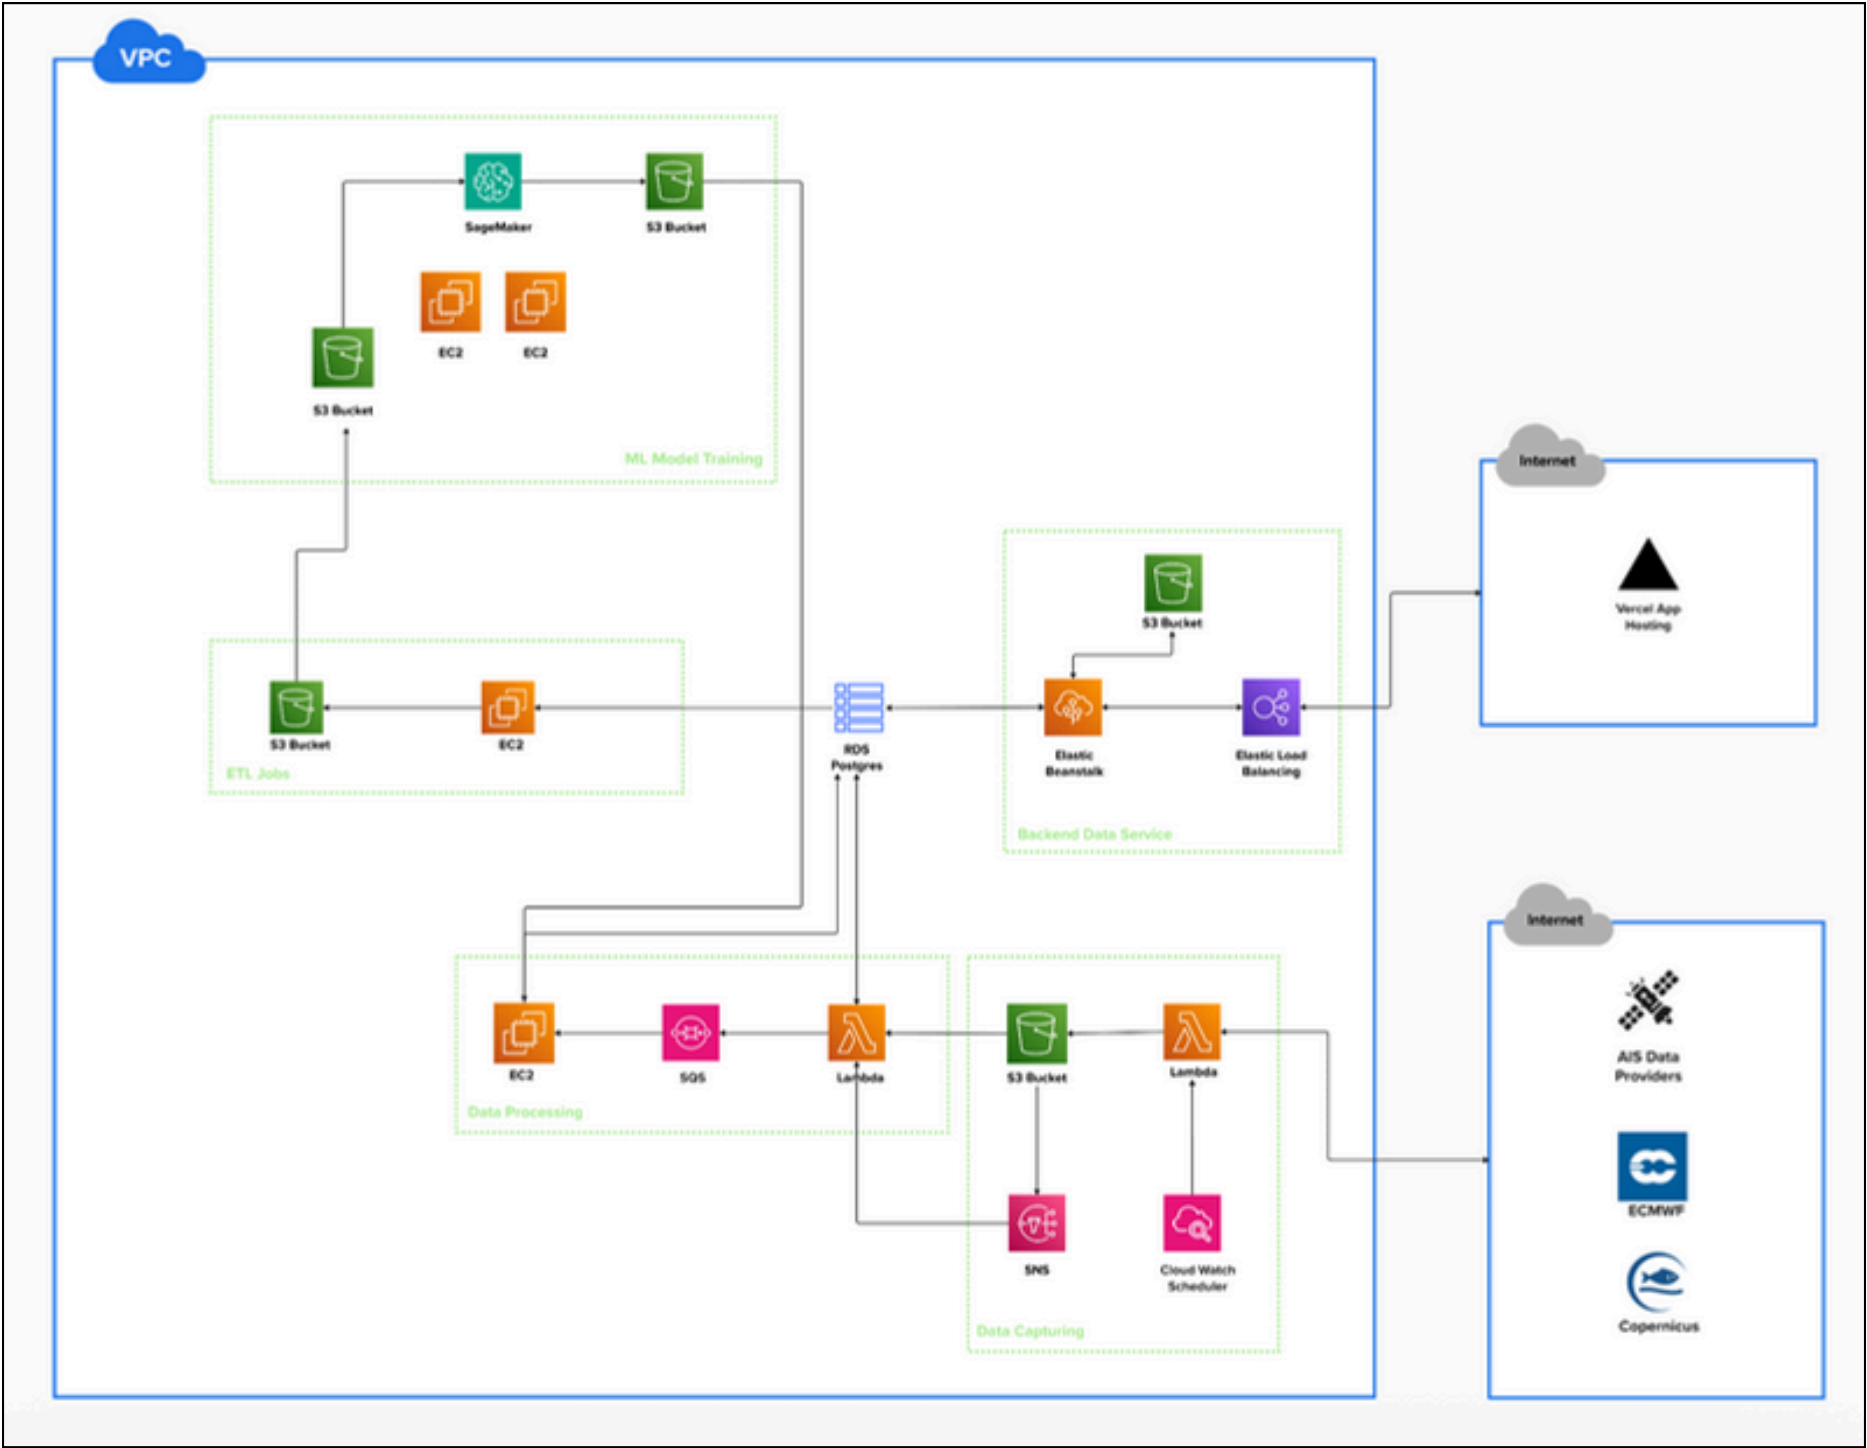 VPC
SageMaker
S3 Bucket
EC2
EC2
S3 Bucket
ML Model Training
Internet
Vercel App
Hosting
S3 Bucket
S3 Bucket
EC2
ETL Jobs
RDS
Postgres
Elastic
Beanstalk
Elastic Load
Balancing
Backend Data Service
Internet
AIS Data
Providers
ECMWF
Copernicus
EC2
SQS
Lambda
Data Processing
S3 Bucket
Lambda
SNS
Cloud Watch
Scheduler
Data Capturing